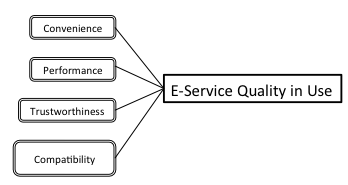 Convenience
Performance
Trustworthiness
Compatibility
E-Service Quality in Use